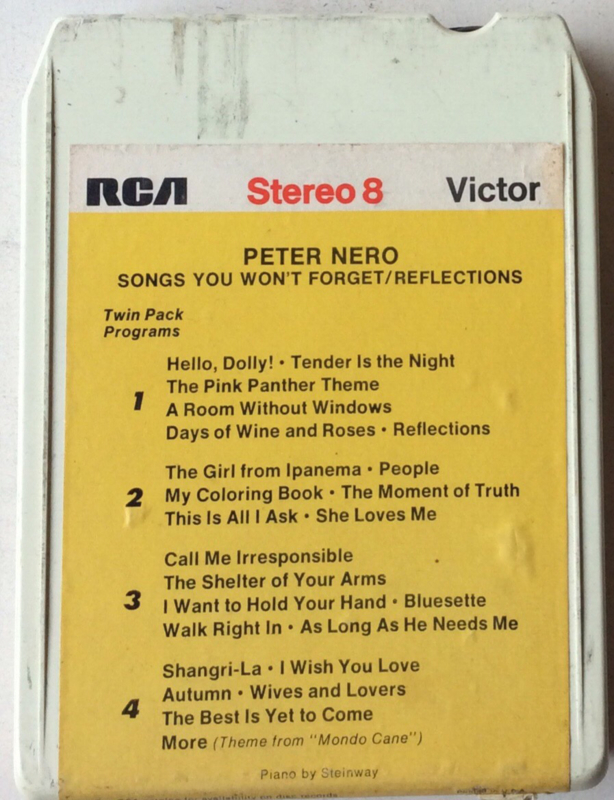 RCA Stereo 8 Victor
PETER NERO
SONGS YOU WON'T FORGET/REFLECTIONS
Twin Pack
Programs
1
Hello, Dolly! • Tender Is the Night
The Pink Panther Theme
A Room Without Windows
Days of Wine and Roses • Reflections
2
The Girl from Ipanema • People
My Coloring Book • The Moment of Truth
This Is All I Ask • She Loves Me
3
Call Me Irresponsible
The Shelter of Your Arms
I Want to Hold Your Hand • Bluesette
Walk Right In • As Long As He Needs Me
4
Shangri-La • I Wish You Love
Autumn • Wives and Lovers
The Best Is Yet to Come
More (Theme from "Mondo Cane")
Piano by Steinway